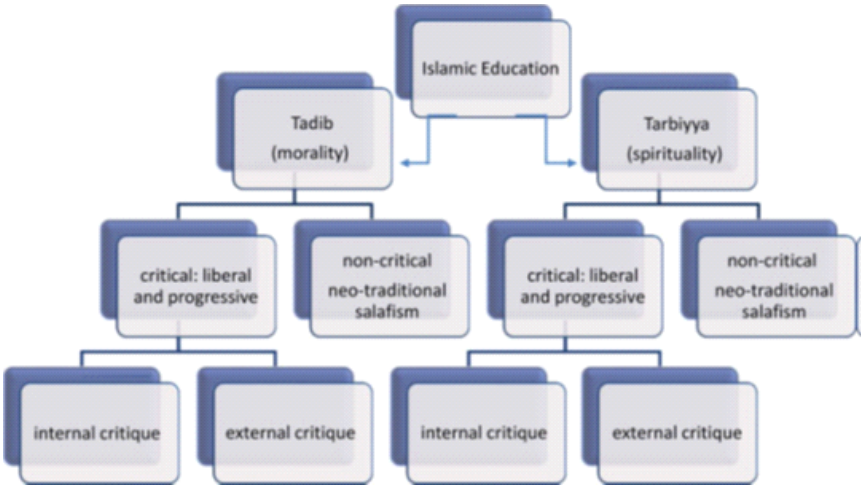 Islamic Education
Tadib
(morality)
Tarbiyya
(spirituality)
critical: liberal
and progressive
non-critical
neo-traditional
salafism
critical: liberal
and progressive
non-critical
neo-traditional
salafism
internal critique
external critique
internal critique
external critique